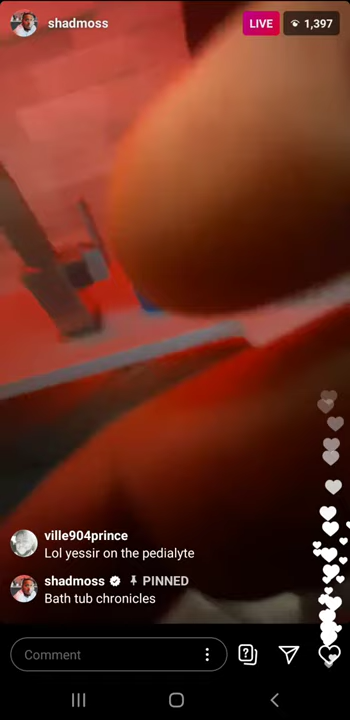 shadmoss
LIVE
1,397
ville904prince
Lol yessir on the pedialyte
shadmoss PINNED
Bath tub chronicles
Comment